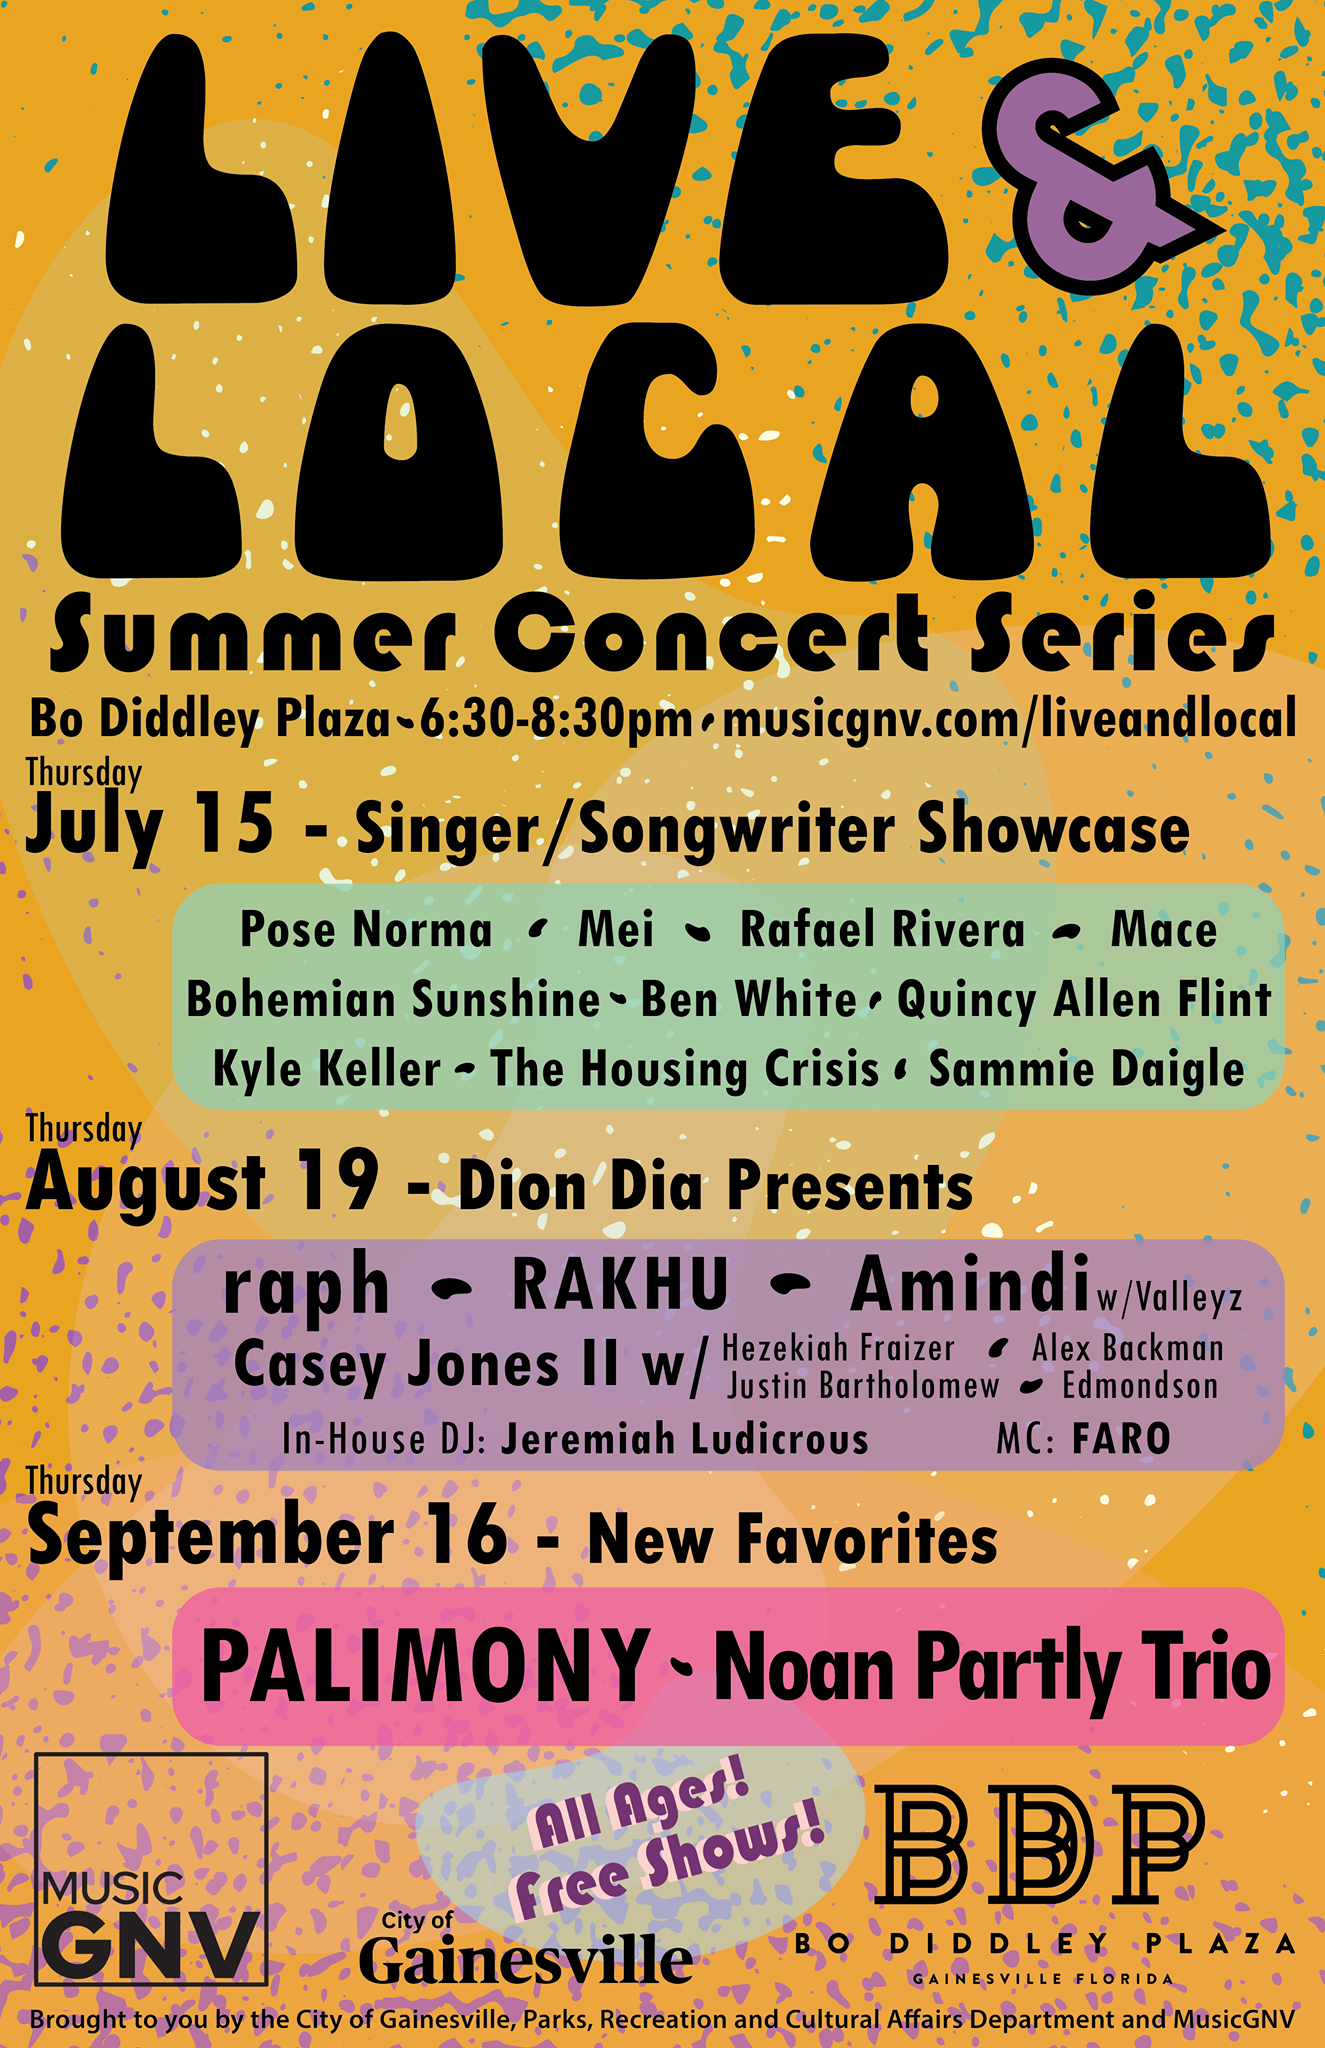 LIVE &
LOCAL
Summer Concert Series
Bo Diddley Plaza - 6:30-8:30pm - musicgnv.com/liveandlocal
Thursday
July 15 - Singer/Songwriter Showcase
Pose Norma - Mei - Rafael Rivera - Mace
Bohemian Sunshine - Ben White - Quincy Allen Flint
Kyle Keller - The Housing Crisis - Sammie Daigle
Thursday
August 19 - Dion Dia Presents
raph - RAKHU - Amindi w/Valleyz
Casey Jones II w/ Hezekiah Fraizer - Alex Backman
Justin Bartholomew - Edmondson
In-House DJ: Jeremiah Ludicrous MC: FARO
Thursday
September 16 - New Favorites
PALIMONY - Noan Partly Trio
All Ages!
Free Shows!
MUSIC
GNV
City of
Gainesville
BDP
BO DIDDLEY PLAZA
GAINESVILLE FLORIDA
Brought to you by the City of Gainesville, Parks, Recreation and Cultural Affairs Department and MusicGNV